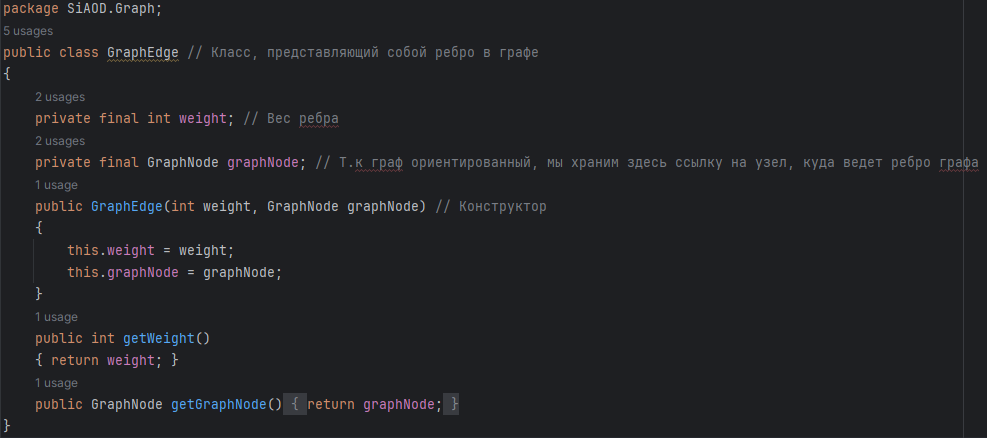 package SiAOD.Graph;
5 usages
public class GraphEdge // Класс, представляющий собой ребро в графе
{
2 usages
private final int weight; // Вес ребра
2 usages
private final GraphNode graphNode; // Т.к граф ориентированный, мы храним здесь ссылку на узел, куда ведет ребро графа
1 usage
public GraphEdge(int weight, GraphNode graphNode) // Конструктор
{
this.weight = weight;
this.graphNode = graphNode;
}
1 usage
public int getWeight()
{ return weight; }
1 usage
public GraphNode getGraphNode() { return graphNode; }
}